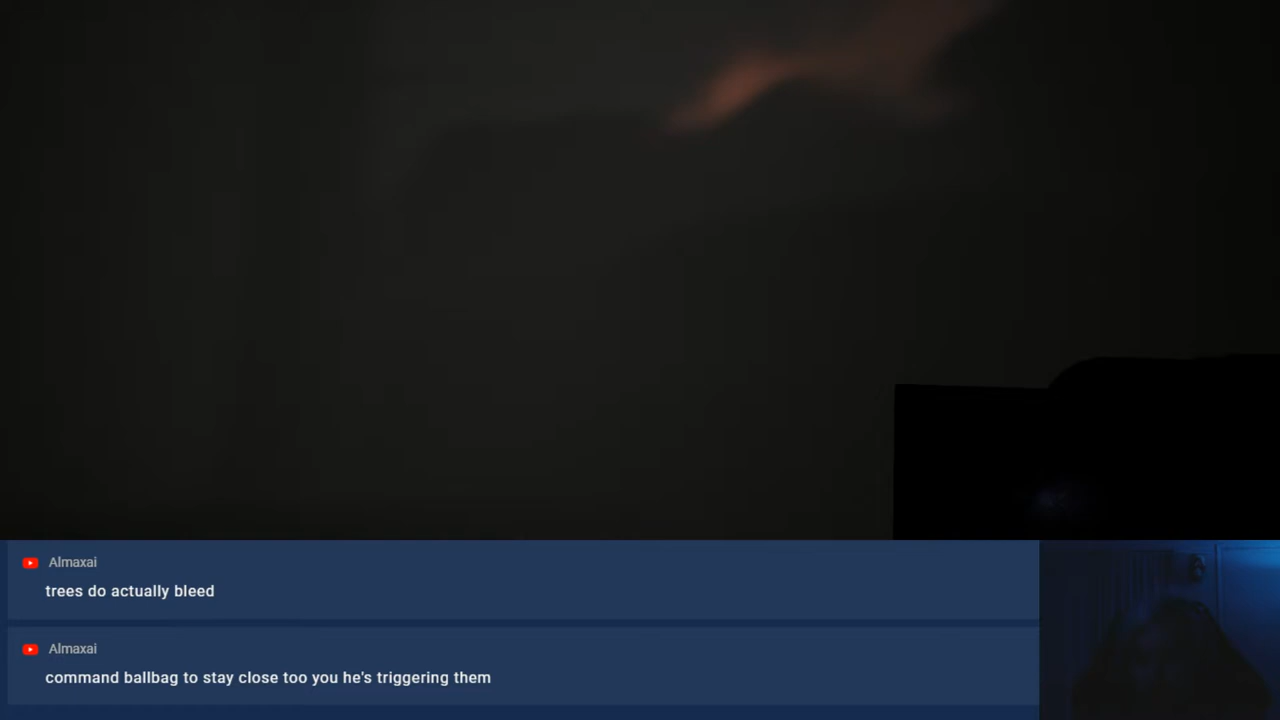 Almaxai
trees do actually bleed
Almaxai
command ballbag to stay close too you he's triggering them